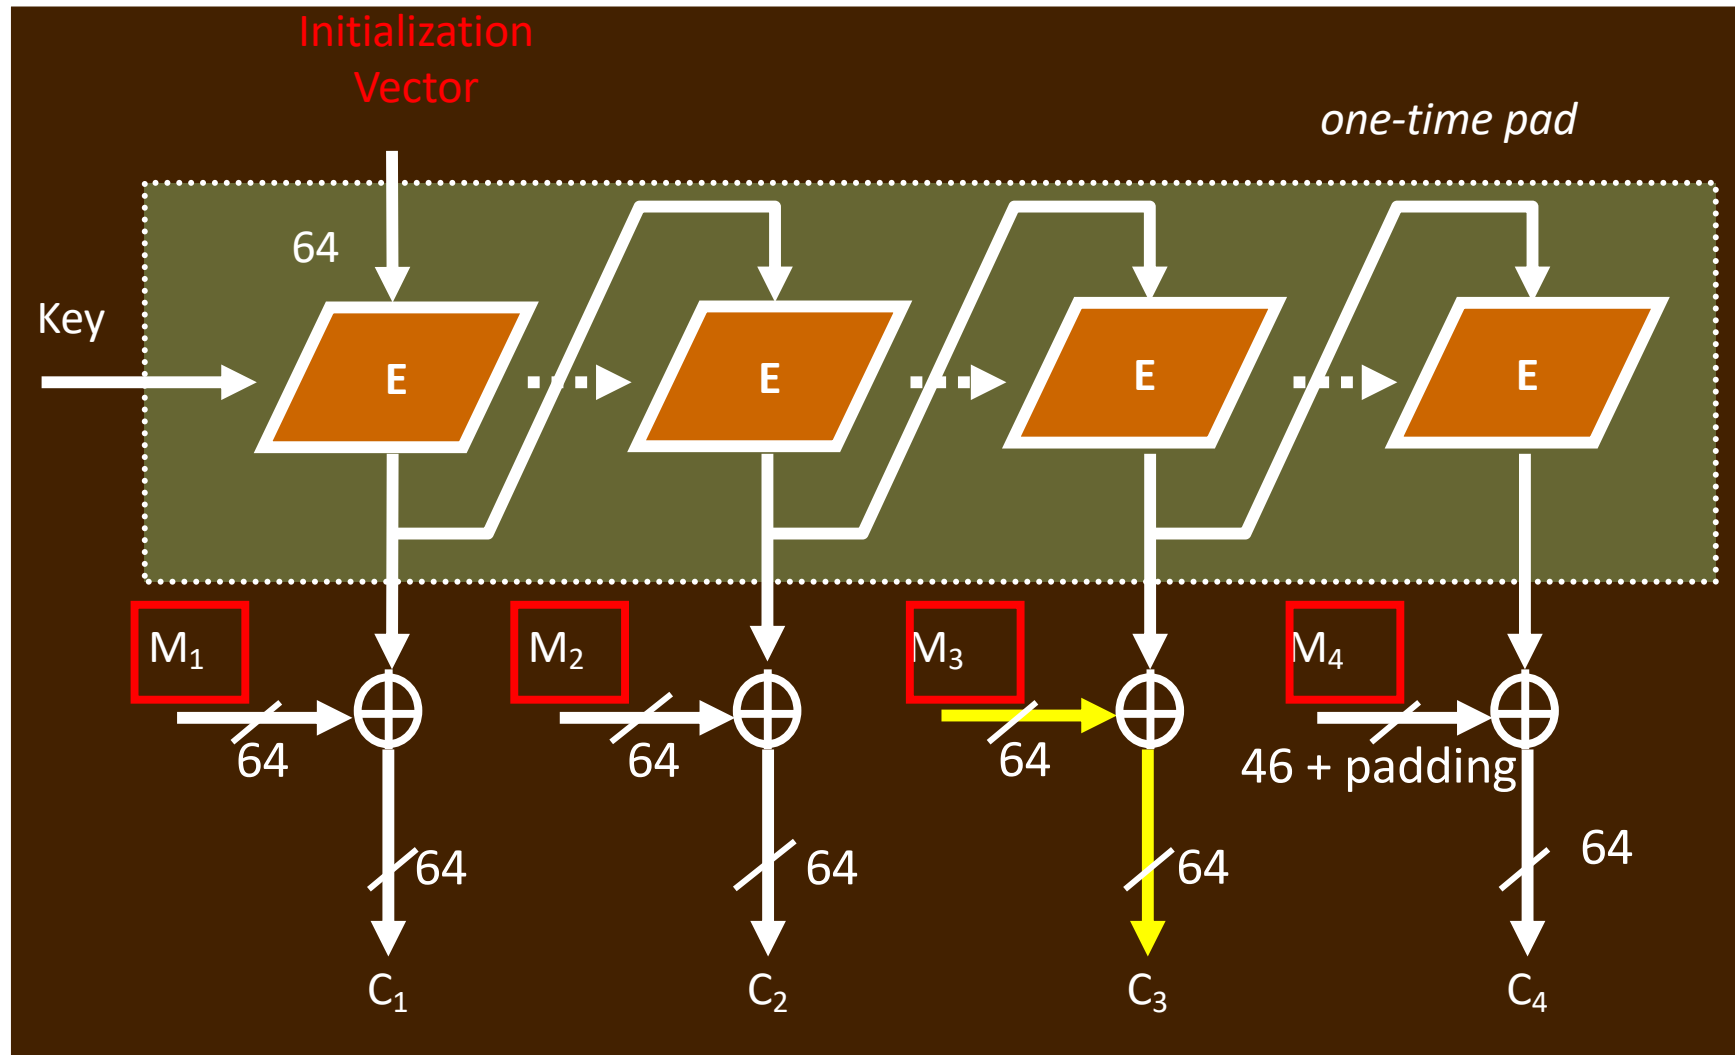 Initialization
Vector
one-time pad
64
Key
E E E E
M₁ M₂ M₃ M₄
64 64 64 46 + padding
64 64 64 64
C₁ C₂ C₃ C₄